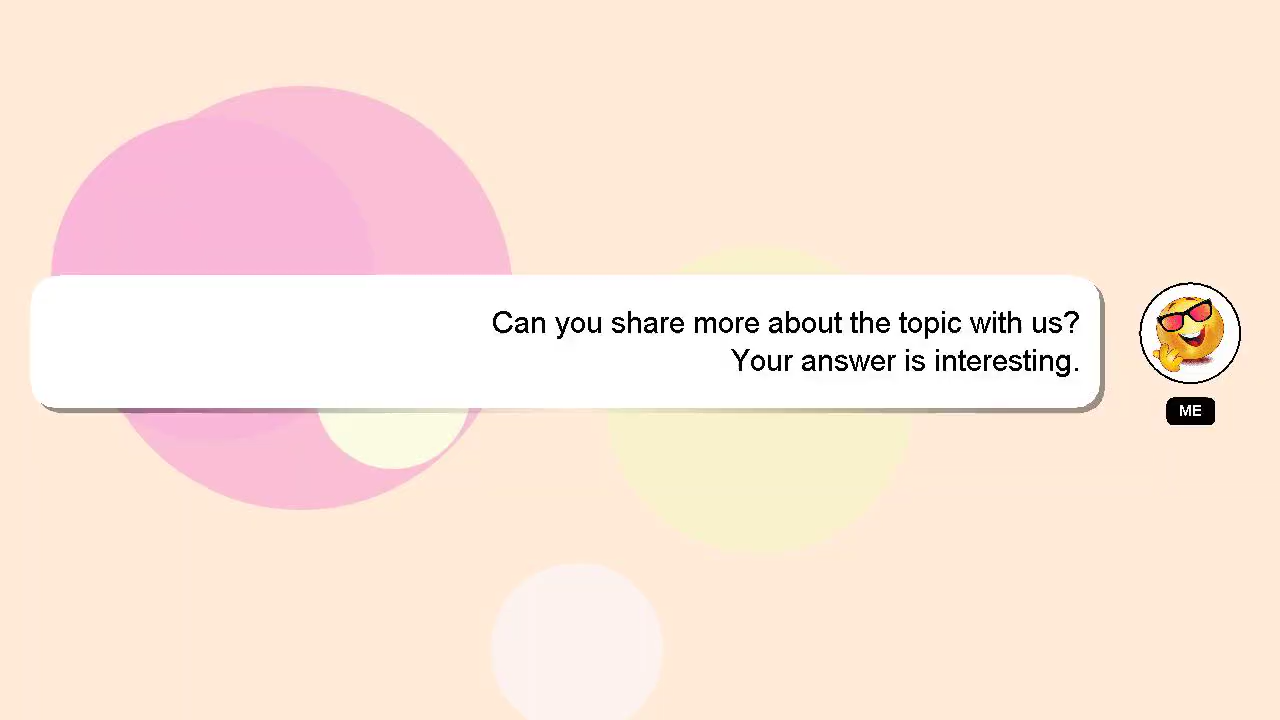 Can you share more about the topic with us?
Your answer is interesting.
ME